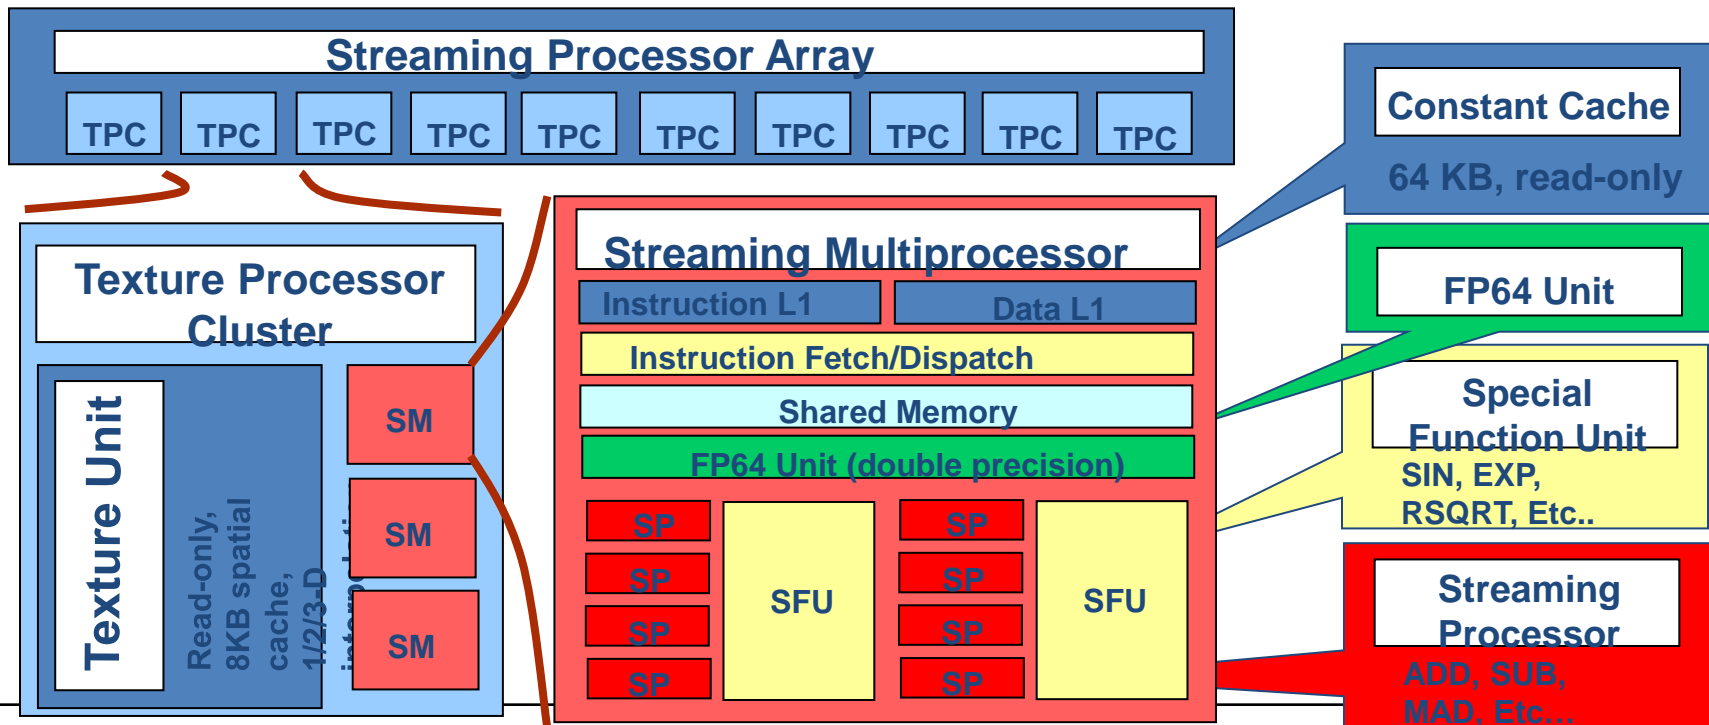 Streaming Processor Array
TPC TPC TPC TPC TPC TPC TPC TPC TPC TPC
Texture Processor
Cluster
Texture Unit
Read-only,
8KB spatial
cache,
1/2/3-D
SM
SM
SM
Streaming Multiprocessor
Instruction L1 Data L1
Instruction Fetch/Dispatch
Shared Memory
FP64 Unit (double precision)
SP SP
SP SP
SFU SFU
SP SP
SP SP
Constant Cache
64 KB, read-only
FP64 Unit
Special
Function Unit
SIN, EXP,
RSQRT, Etc..
Streaming
Processor
ADD, SUB,
MAD, Etc...